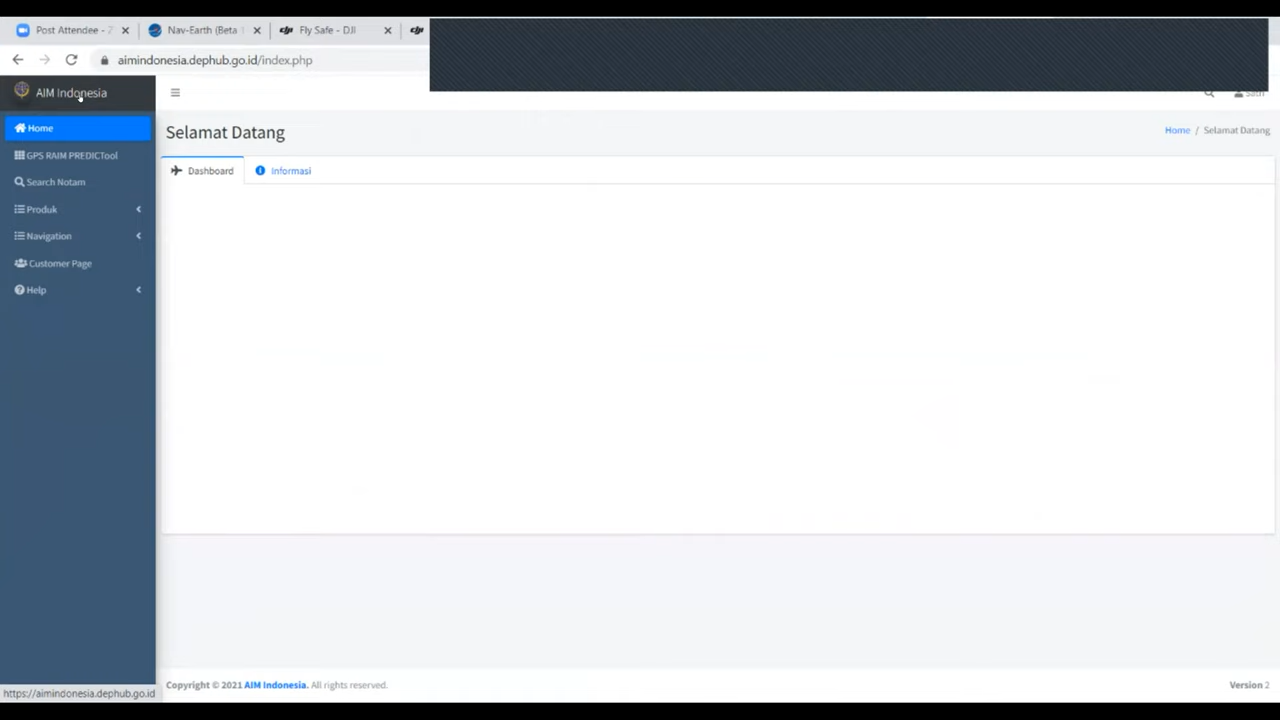 Post Attendee - Z
Nav-Earth (Beta
Fly Safe - DJI
aimindonesia.dephub.go.id/index.php
AIM Indonesia
Home
GPS RAIM PREDICTool
Search Notam
Produk
Navigation
Customer Page
Help
Selamat Datang
Home / Selamat Datang
Dashboard
Informasi
https://aimindonesia.dephub.go.id
Copyright © 2021 AIM Indonesia. All rights reserved.
Version 2